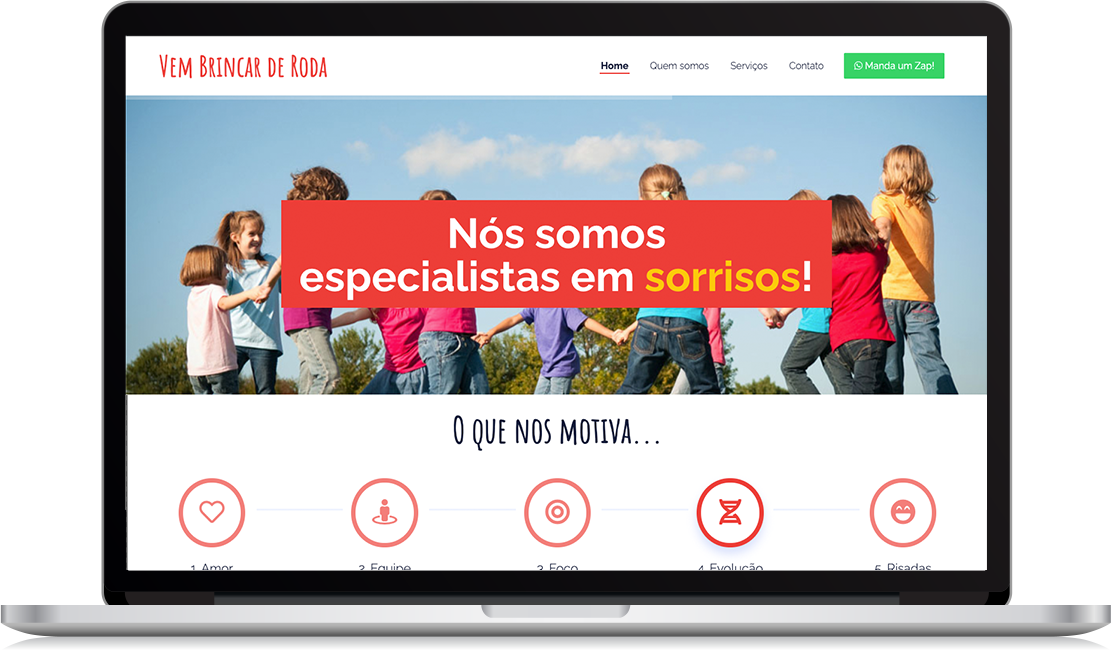 Vem Brincar de Roda
Home Quem somos Serviços Contato Manda um Zap!
Nós somos
especialistas em sorrisos!
O que nos motiva...
1. Amor 2. Equipe 3. Foco 4. Evolução 5. Risadas